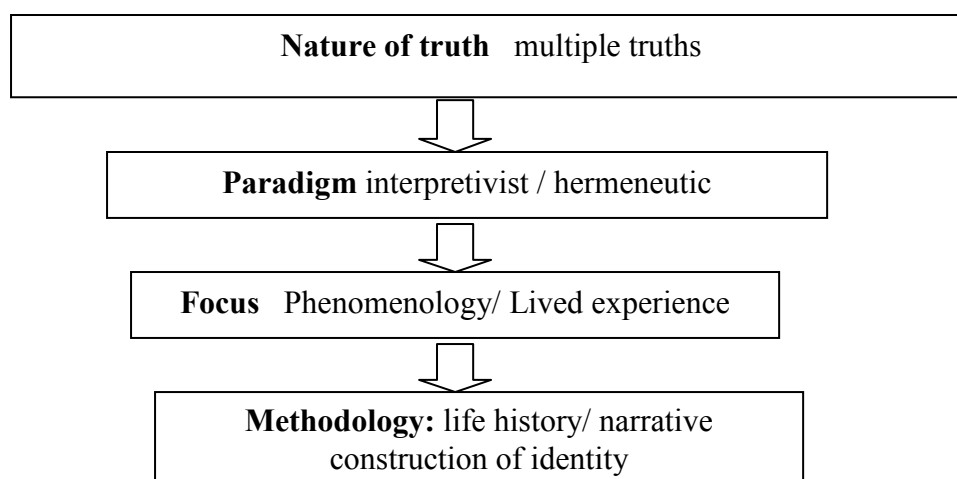 Nature of truth   multiple truths
Paradigm interpretivist / hermeneutic
Focus   Phenomenology/ Lived experience
Methodology: life history/ narrative
construction of identity